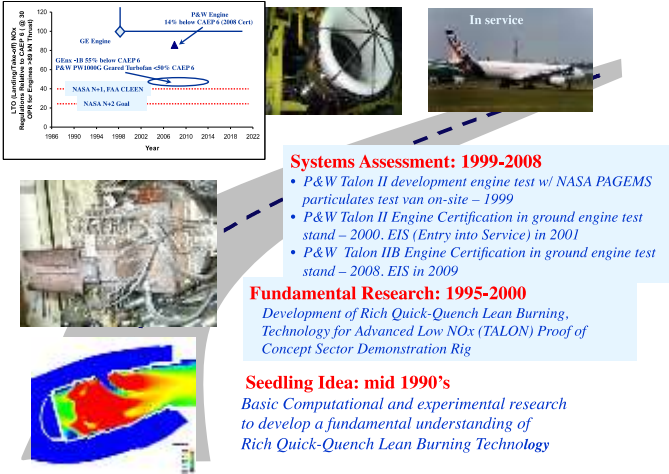 LTO (Landing/Take-off) NOx
Regulations Relative to CAEP 6 ( @ 30
OPR for Engines >89 kN Thrust)
120
100
80
60
40
20
0
P&W Engine
14% below CAEP 6 (2008 Cert)
GE Engine
GEnx -1B 55% below CAEP 6
P&W PW1000G Geared Turbofan <50% CAEP 6
NASA N+1, FAA CLEEN
NASA N+2 Goal
1986 1990 1994 1998 2002 2006 2010 2014 2018 2022
Year
In service
Systems Assessment: 1999-2008
• P&W Talon II development engine test w/ NASA PAGEMS
particulates test van on-site – 1999
• P&W Talon II Engine Certification in ground engine test
stand – 2000. EIS (Entry into Service) in 2001
• P&W Talon IIB Engine Certification in ground engine test
stand – 2008. EIS in 2009
Fundamental Research: 1995-2000
Development of Rich Quick-Quench Lean Burning,
Technology for Advanced Low NOx (TALON) Proof of
Concept Sector Demonstration Rig
Seedling Idea: mid 1990's
Basic Computational and experimental research
to develop a fundamental understanding of
Rich Quick-Quench Lean Burning Technology